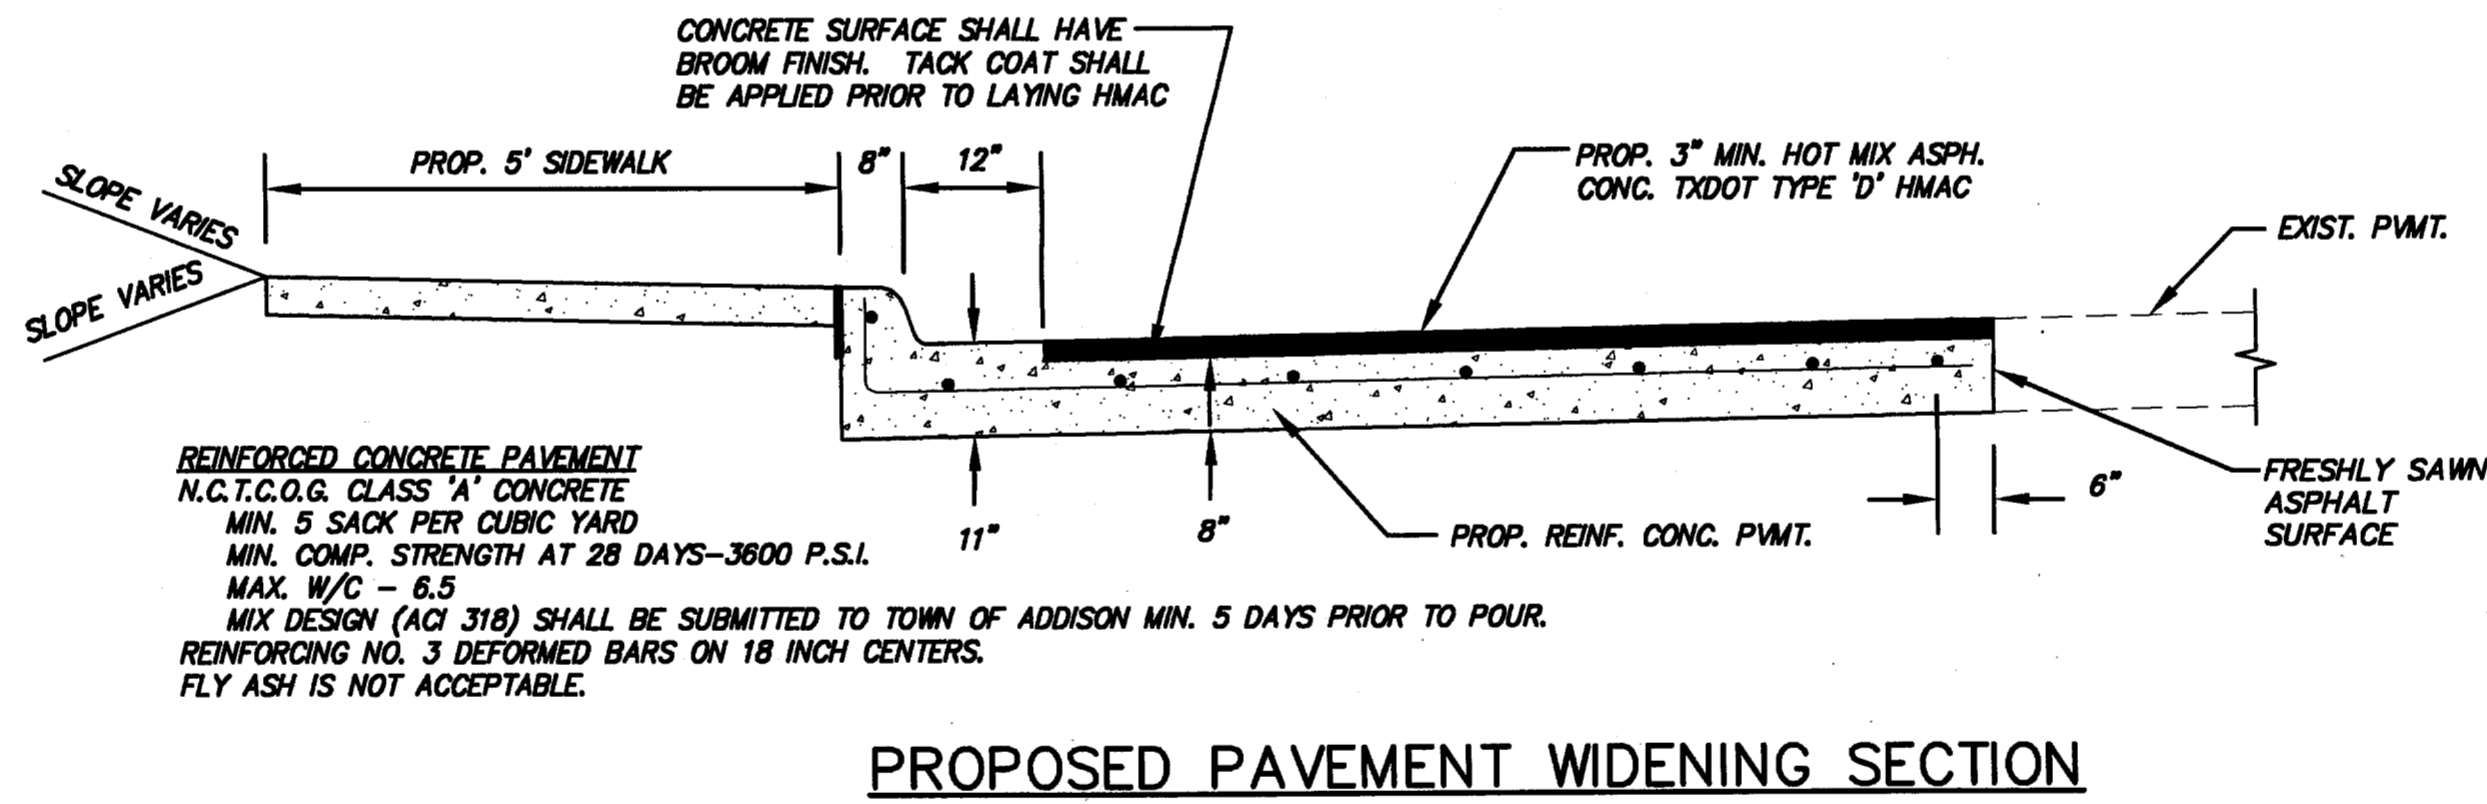 CONCRETE SURFACE SHALL HAVE
BROOM FINISH. TACK COAT SHALL
BE APPLIED PRIOR TO LAYING HMAC
PROP. 5' SIDEWALK
8"
12"
PROP. 3" MIN. HOT MIX ASPH.
CONC. TXDOT TYPE 'D' HMAC
SLOPE VARIES
SLOPE VARIES
EXIST. PVMT.
REINFORCED CONCRETE PAVEMENT
N.C.T.C.O.G. CLASS 'A' CONCRETE
MIN. 5 SACK PER CUBIC YARD
MIN. COMP. STRENGTH AT 28 DAYS-3600 P.S.I.
MAX. W/C - 6.5
MIX DESIGN (ACI 318) SHALL BE SUBMITTED TO TOWN OF ADDISON MIN. 5 DAYS PRIOR TO POUR.
REINFORCING NO. 3 DEFORMED BARS ON 18 INCH CENTERS.
FLY ASH IS NOT ACCEPTABLE.
11"
8"
PROP. REINF. CONC. PVMT.
6"
FRESHLY SAWN
ASPHALT
SURFACE
PROPOSED PAVEMENT WIDENING SECTION